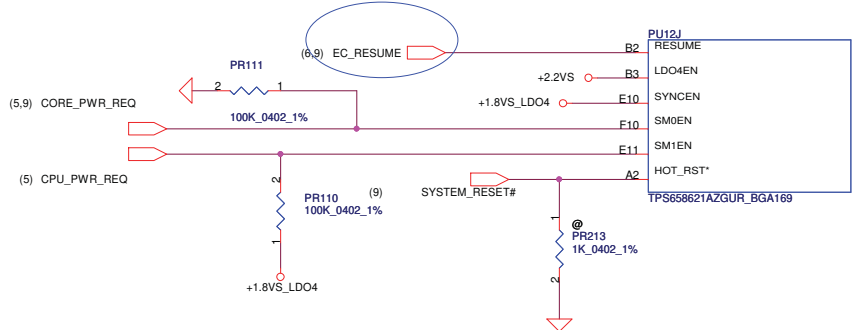 PU12J
(6,9) EC_RESUME
B2 RESUME
PR111
+2.2VS
B3 LDO4EN
2 1
(5,9) CORE_PWR_REQ
+1.8VS_LDO4
E10 SYNCEN
100K_0402_1%
F10 SM0EN
E11 SM1EN
(5) CPU_PWR_REQ
HOT_RST*
A2
2
PR110
(9)
SYSTEM_RESET#
TPS658621AZGUR_BGA169
100K_0402_1%
1
@
PR213
1
1K_0402_1%
2
+1.8VS_LDO4